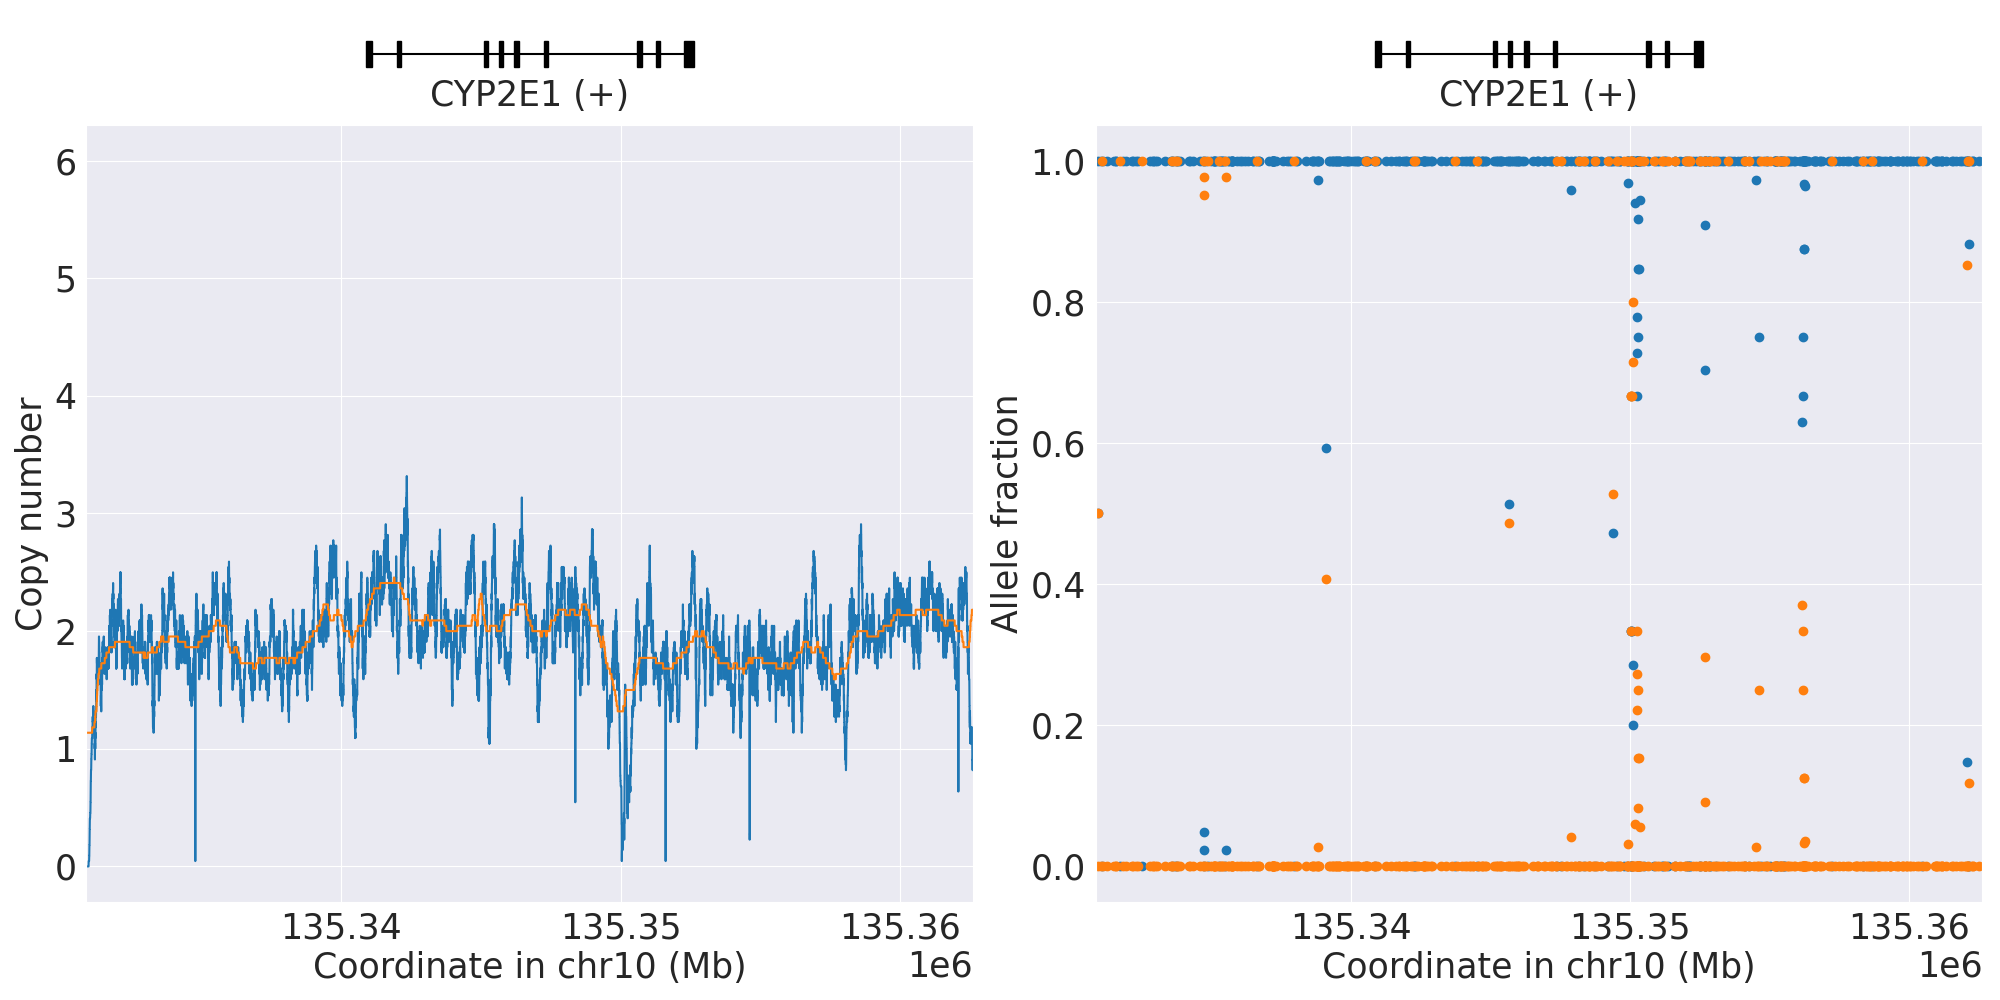 CYP2E1 (+)
6
5
4
3
2
1
0
Copy number
135.34
135.35
135.36
Coordinate in chr10 (Mb)
1e6
CYP2E1 (+)
1.0
0.8
0.6
0.4
0.2
0.0
Allele fraction
135.34
135.35
135.36
Coordinate in chr10 (Mb)
1e6